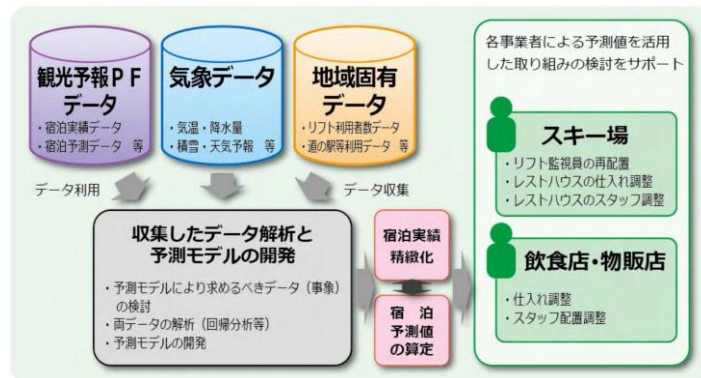 観光予報PF
データ
・宿泊実績データ
・宿泊予測データ 等
気象データ
・気温・降水量
・積雪・天気予報 等
地域固有
データ
・リフト利用者数データ
・道の駅等利用データ 等
データ利用
データ収集
収集したデータ解析と
予測モデルの開発
・予測モデルにより求めるべきデータ（事象）
の検討
・両データの解析（回帰分析等）
・予測モデルの開発
宿泊実績
精緻化
宿 泊
予測値
の算定
各事業者による予測値を活用
した取り組みの検討をサポート
スキー場
・リフト監視員の再配置
・レストハウスの仕入れ調整
・レストハウスのスタッフ調整
飲食店・物販店
・仕入れ調整
・スタッフ配置調整